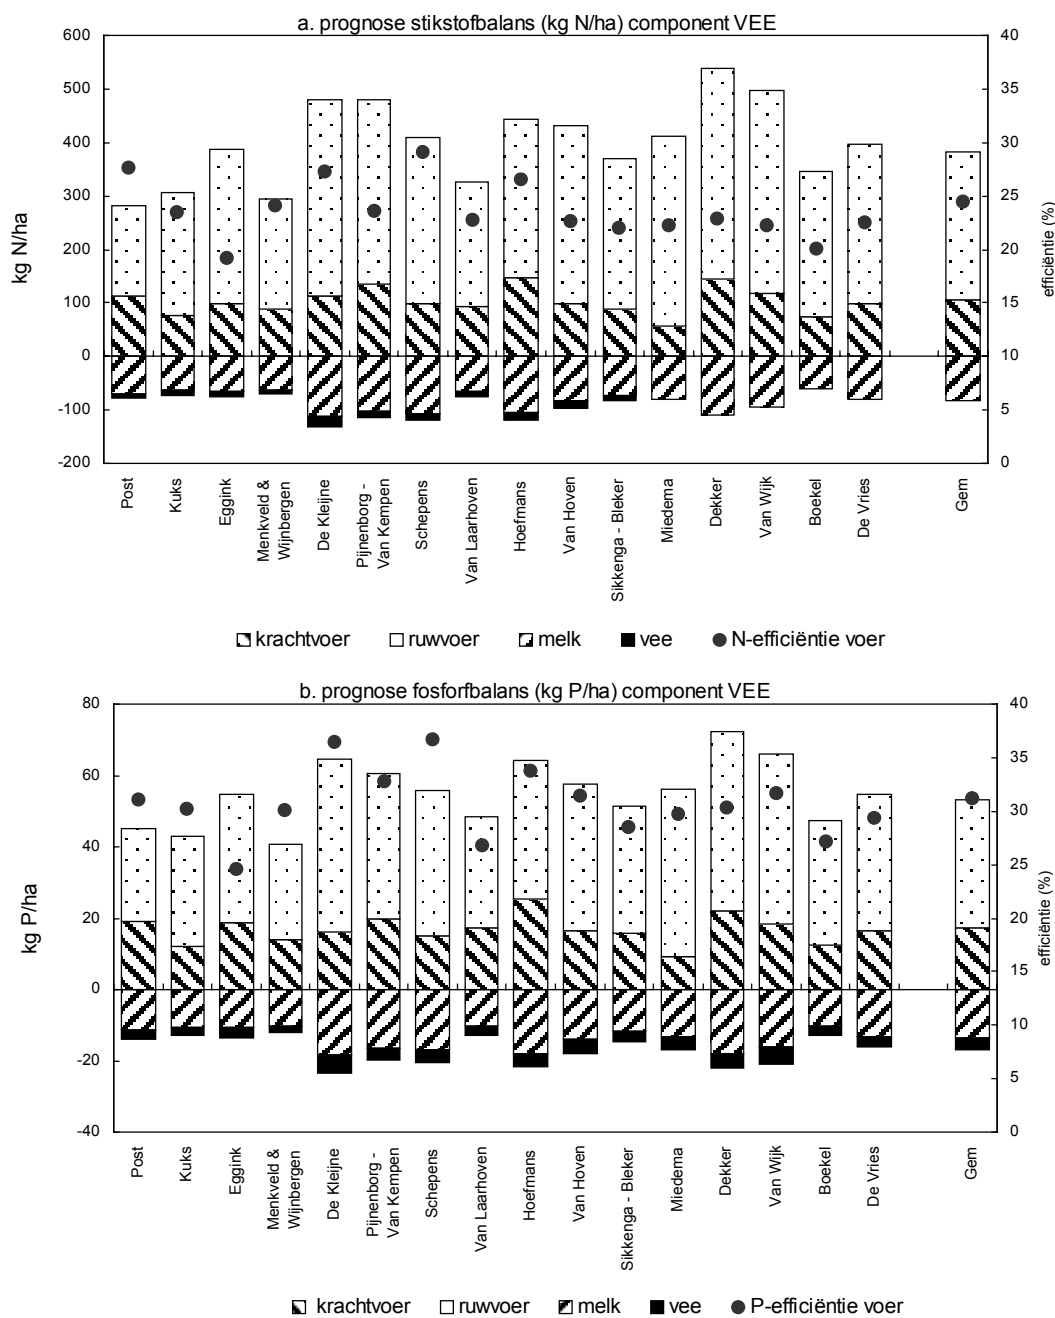 a. prognose stikstofbalans (kg N/ha) component VEE
600
500
400
300
200
100
0
-100
-200
kg N/ha
40
35
30
25
20
15
10
5
0
efficiëntie (%)
Post
Kuks
Eggink
Menkveld &
Wijnbergen
De Kleijne
Pijnenborg -
Van Kempen
Schepens
Van Laarhoven
Hoefmans
Van Hoven
Sikkenga - Bleker
Miedema
Dekker
Van Wijk
Boekel
De Vries
Gem
krachtvoer ruwvoer melk vee N-efficiëntie voer
b. prognose fosforfbalans (kg P/ha) component VEE
80
60
40
20
0
-20
-40
kg P/ha
40
35
30
25
20
15
10
5
0
efficiëntie (%)
Post
Kuks
Eggink
Menkveld &
Wijnbergen
De Kleijne
Pijnenborg -
Van Kempen
Schepens
Van Laarhoven
Hoefmans
Van Hoven
Sikkenga - Bleker
Miedema
Dekker
Van Wijk
Boekel
De Vries
Gem
krachtvoer ruwvoer melk vee P-efficiëntie voer